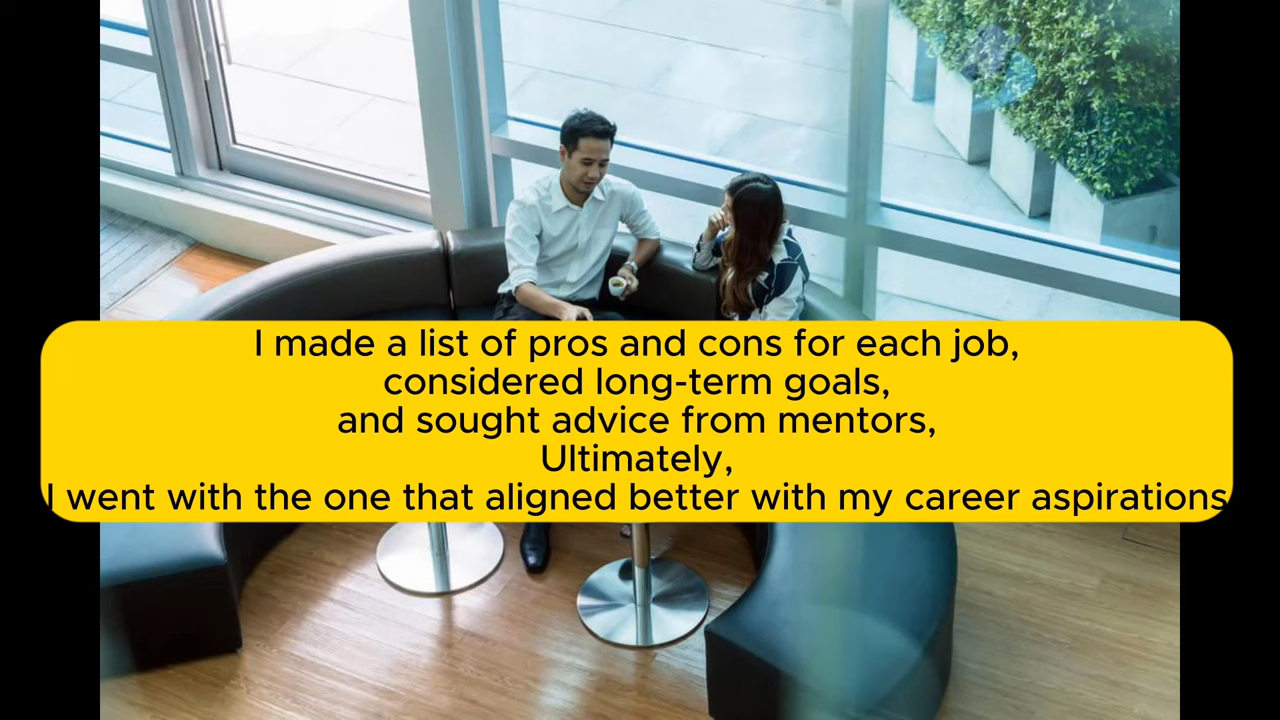 I made a list of pros and cons for each job,
considered long-term goals,
and sought advice from mentors,
Ultimately,
I went with the one that aligned better with my career aspirations